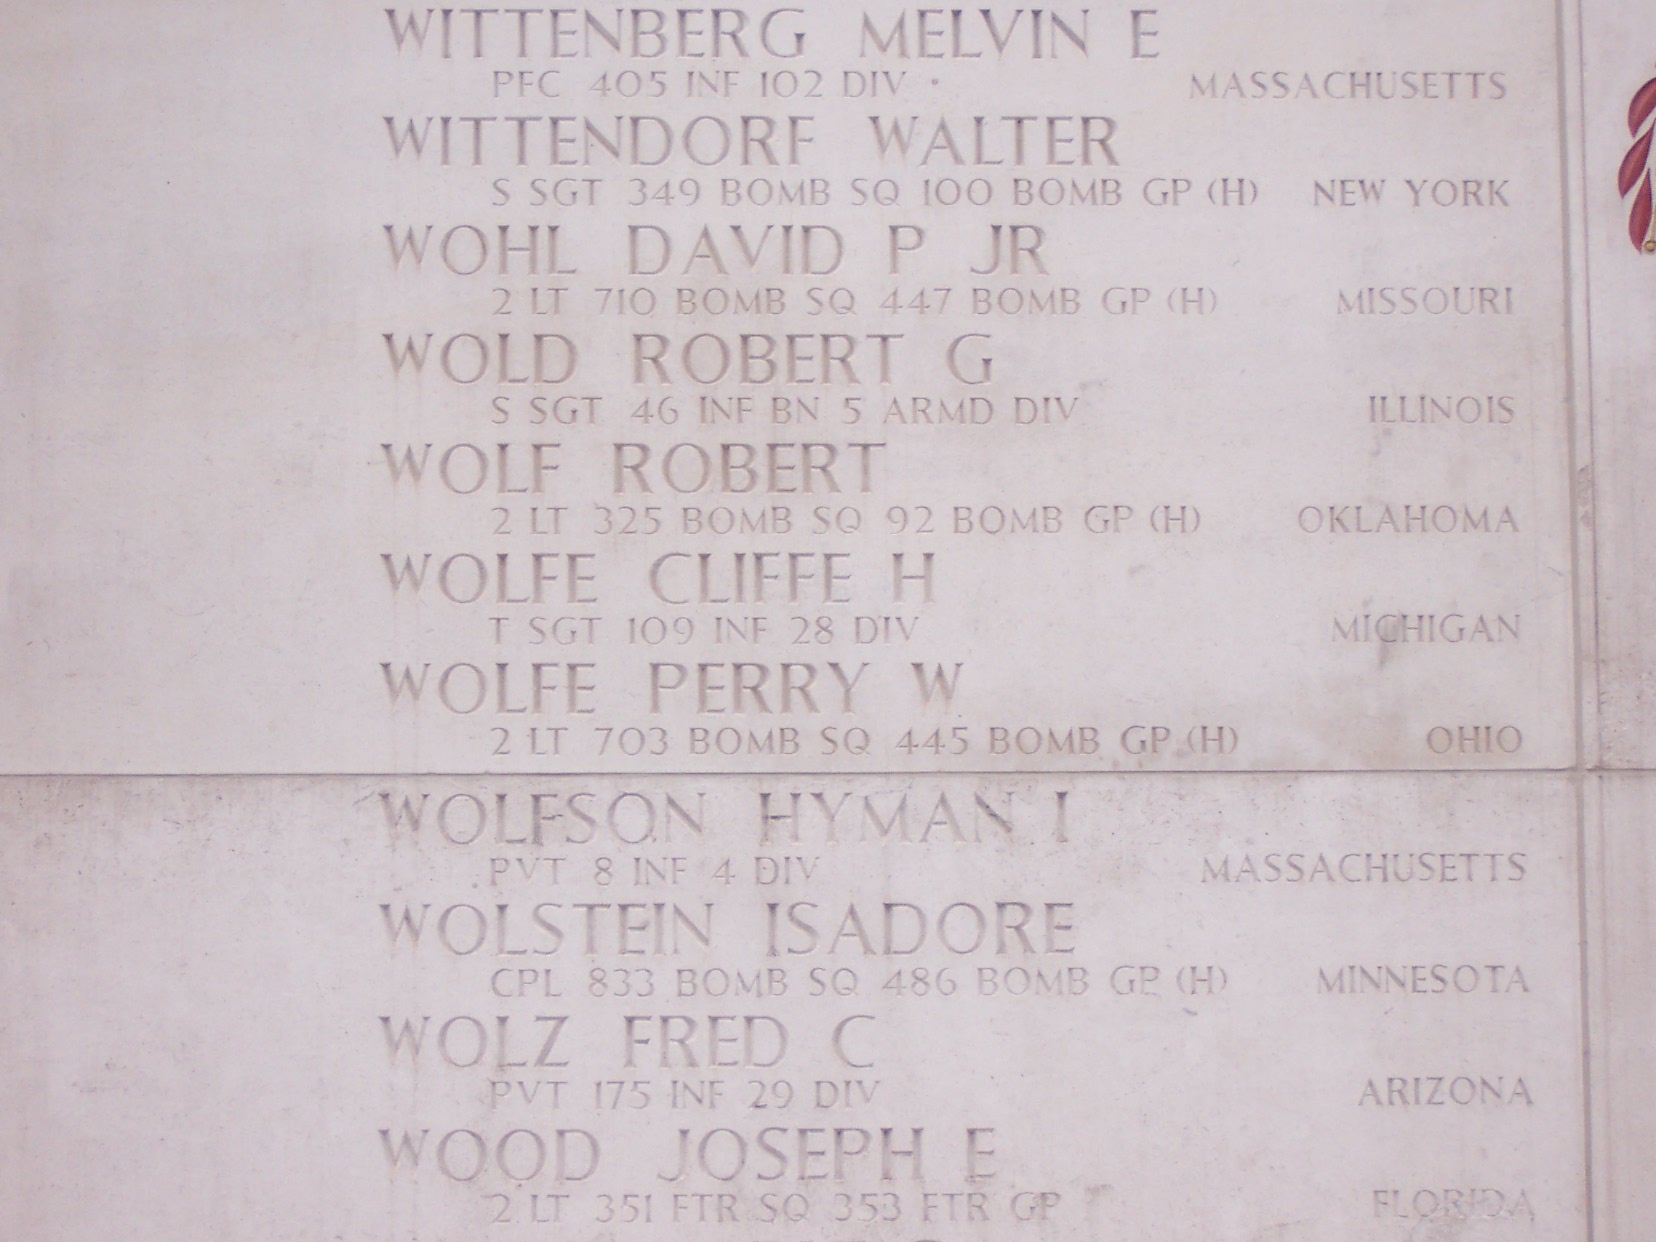 WITTENBERG MELVIN E
PFC 405 INF 102 DIV · MASSACHUSETTS
WITTENDORF WALTER
S SGT 349 BOMB SQ 100 BOMB GP (H) NEW YORK
WOHL DAVID P JR
2 LT 710 BOMB SQ 447 BOMB GP (H) MISSOURI
WOLD ROBERT G
S SGT 46 INF BN 5 ARMD DIV ILLINOIS
WOLF ROBERT
2 LT 325 BOMB SQ 92 BOMB GP (H) OKLAHOMA
WOLFE CLIFFE H
T SGT 109 INF 28 DIV MICHIGAN
WOLFE PERRY W
2 LT 703 BOMB SQ 445 BOMB GP (H) OHIO
WOLFSON HYMAN I
PVT 8 INF 4 DIV MASSACHUSETTS
WOLSTEIN ISADORE
CPL 833 BOMB SQ 486 BOMB GP (H) MINNESOTA
WOLZ FRED C
PVT 175 INF 29 DIV ARIZONA
WOOD JOSEPH E
2 LT 351 FTR SQ 353 FTR GP FLORIDA